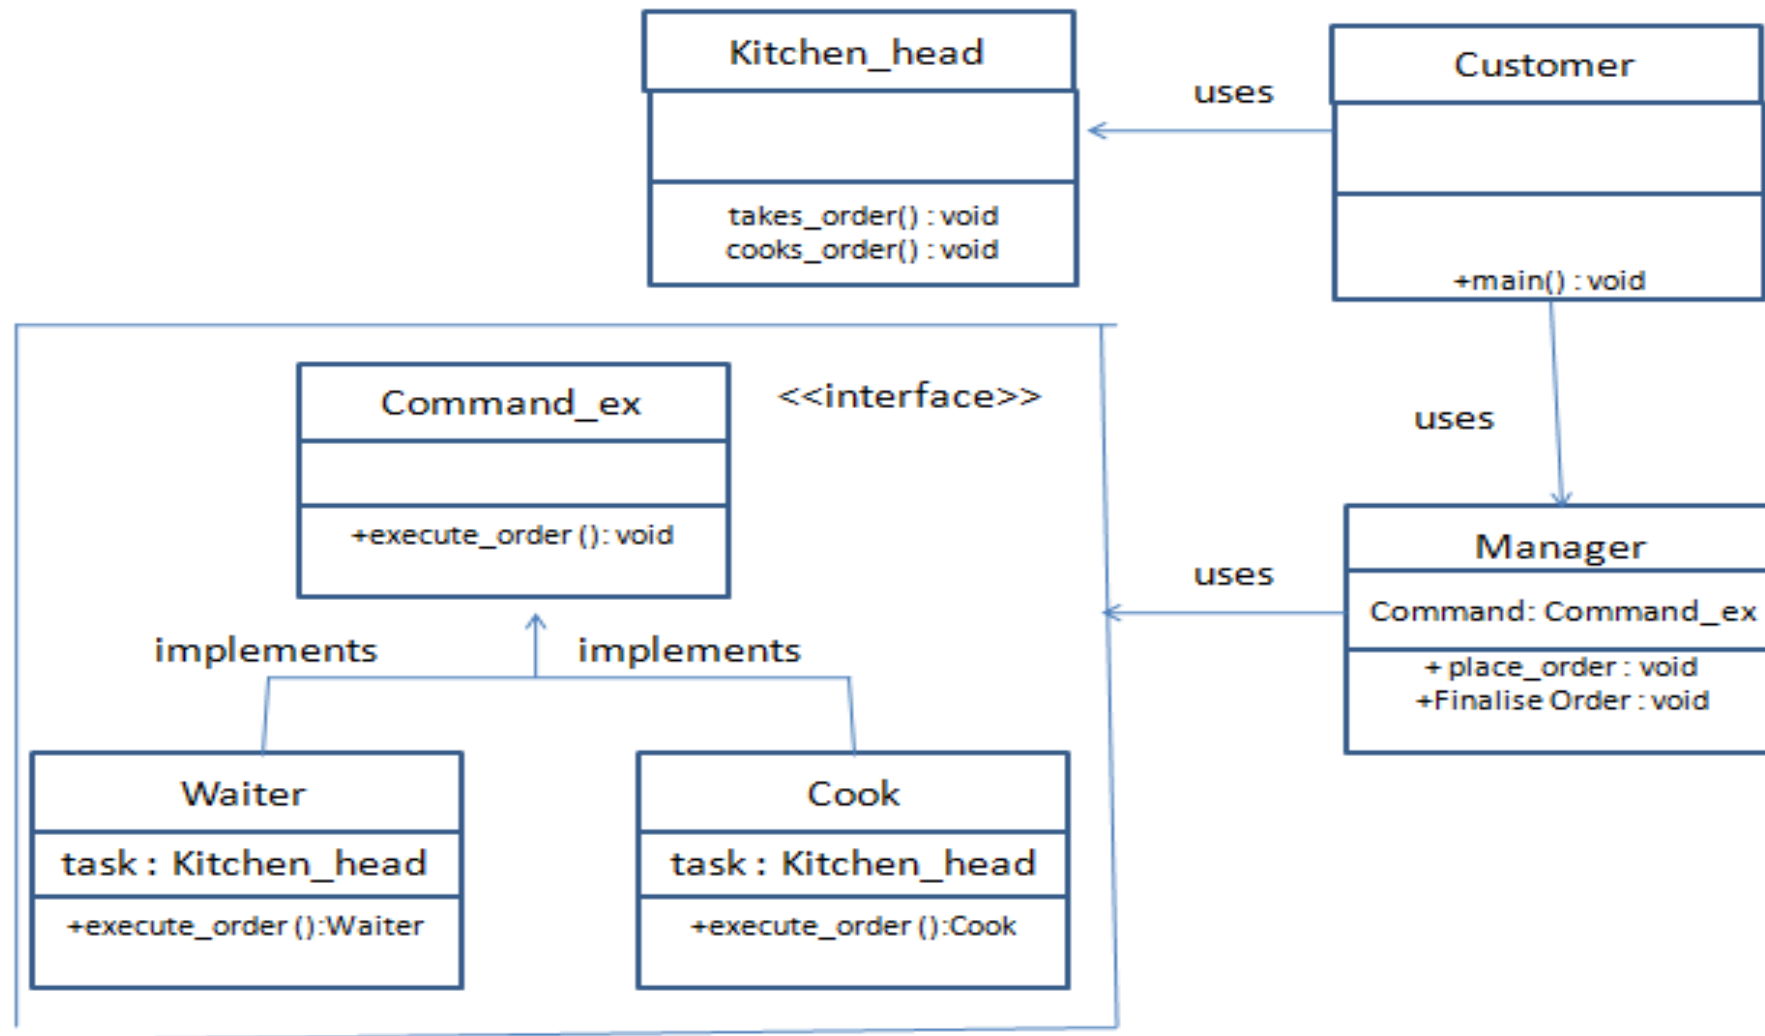 Kitchen_head
takes_order() : void
cooks_order() : void
uses
Customer
+main() : void
uses
Command_ex
<<interface>>
+execute_order (): void
implements
implements
uses
Manager
Command: Command_ex
+ place_order : void
+Finalise Order : void
Waiter
task : Kitchen_head
+execute_order ():Waiter
Cook
task : Kitchen_head
+execute_order ():Cook